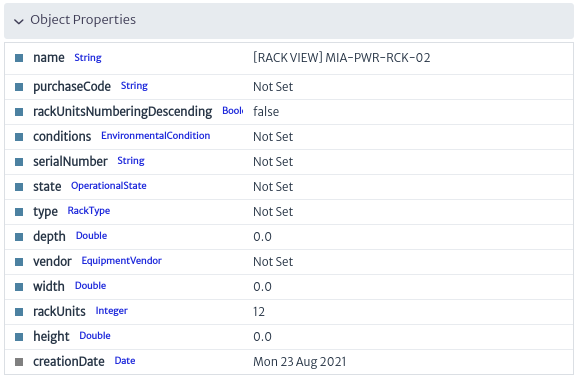 Object Properties
name String [RACK VIEW] MIA-PWR-RCK-02
purchaseCode String Not Set
rackUnitsNumberingDescending Boole false
conditions EnvironmentalCondition Not Set
serialNumber String Not Set
state OperationalState Not Set
type RackType Not Set
depth Double 0.0
vendor EquipmentVendor Not Set
width Double 0.0
rackUnits Integer 12
height Double 0.0
creationDate Date Mon 23 Aug 2021